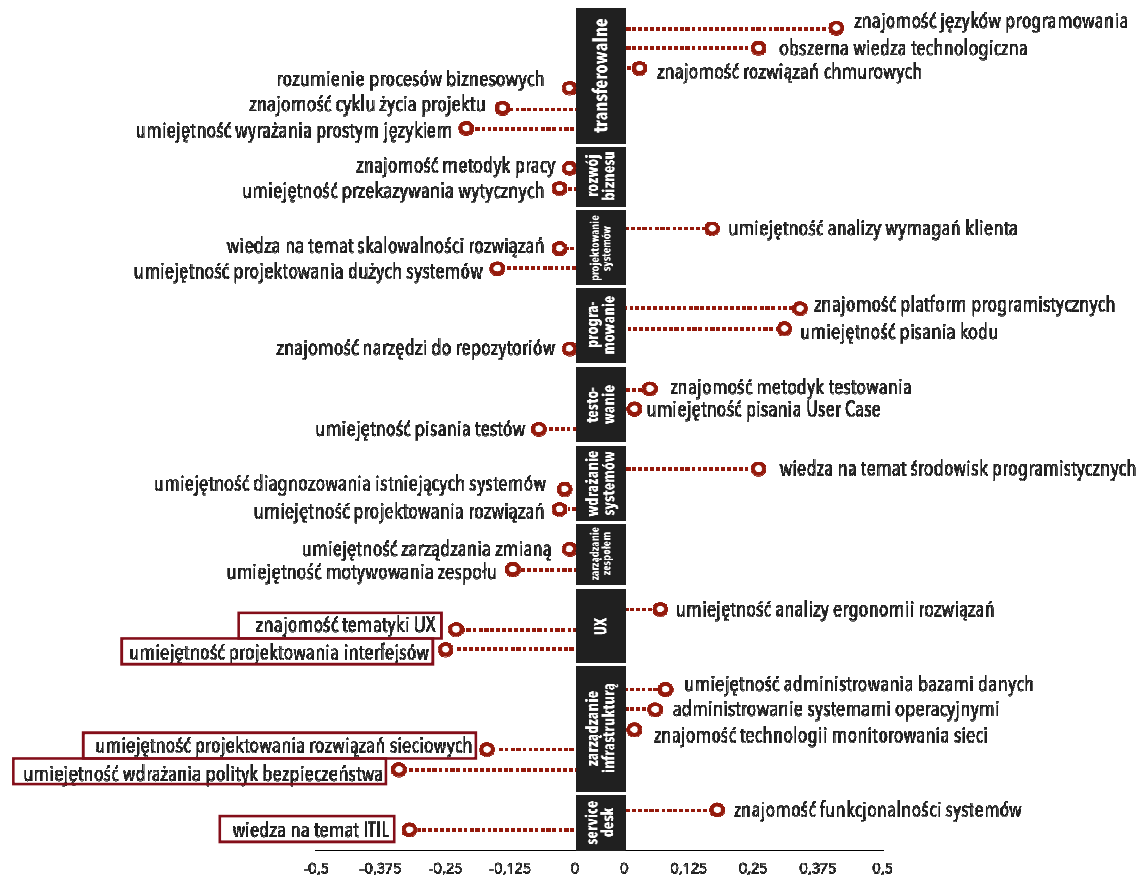 transferowalne
znajomość języków programowania
obszerna wiedza technologiczna
znajomość rozwiązań chmurowych
rozumienie procesów biznesowych
znajomość cyklu życia projektu
umiejętność wyrażania prostym językiem
rozwój
biznesu
znajomość metodyk pracy
umiejętność przekazywania wytycznych
projektowanie
systemów
umiejętność analizy wymagań klienta
wiedza na temat skalowalności rozwiązań
umiejętność projektowania dużych systemów
progra-
mowanie
znajomość platform programistycznych
umiejętność pisania kodu
znajomość narzędzi do repozytoriów
testo-
wanie
znajomość metodyk testowania
umiejętność pisania User Case
umiejętność pisania testów
wdrażanie
systemów
wiedza na temat środowisk programistycznych
umiejętność diagnozowania istniejących systemów
umiejętność projektowania rozwiązań
zarządzanie
zespołem
umiejętność zarządzania zmianą
umiejętność motywowania zespołu
UX
umiejętność analizy ergonomii rozwiązań
znajomość tematyki UX
umiejętność projektowania interfejsów
zarządzanie
infrastrukturą
umiejętność administrowania bazami danych
administrowanie systemami operacyjnymi
znajomość technologii monitorowania sieci
umiejętność projektowania rozwiązań sieciowych
umiejętność wdrażania polityk bezpieczeństwa
service
desk
znajomość funkcjonalności systemów
wiedza na temat ITIL
-0,5 -0,375 -0,25 -0,125 0 0 0,125 0,25 0,375 0,5